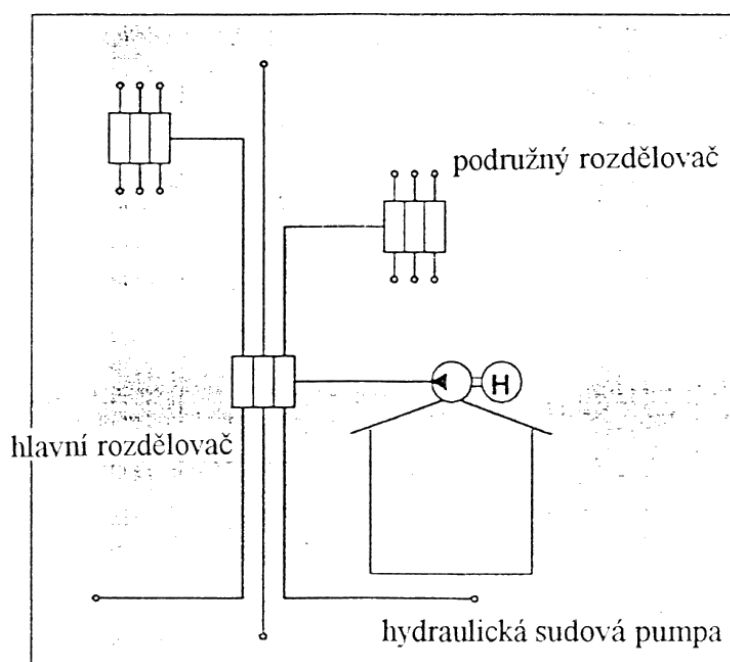 podružný rozdělovač
H
hlavní rozdělovač
hydraulická sudová pumpa